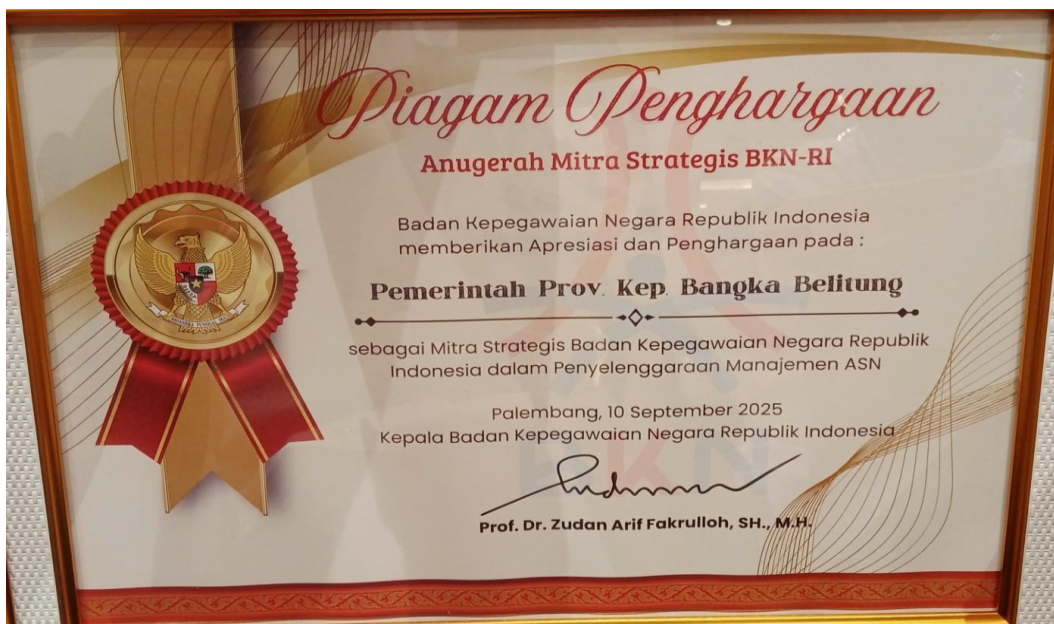 Piagam Penghargaan
Anugerah Mitra Strategis BKN-RI
Badan Kepegawaian Negara Republik Indonesia
memberikan Apresiasi dan Penghargaan pada :
Pemerintah Prov. Kep. Bangka Belitung
sebagai Mitra Strategis Badan Kepegawaian Negara Republik
Indonesia dalam Penyelenggaraan Manajemen ASN
Palembang, 10 September 2025
Kepala Badan Kepegawaian Negara Republik Indonesia
BKN
Prof. Dr. Zudan Arif Fakrulloh, SH., M.H.